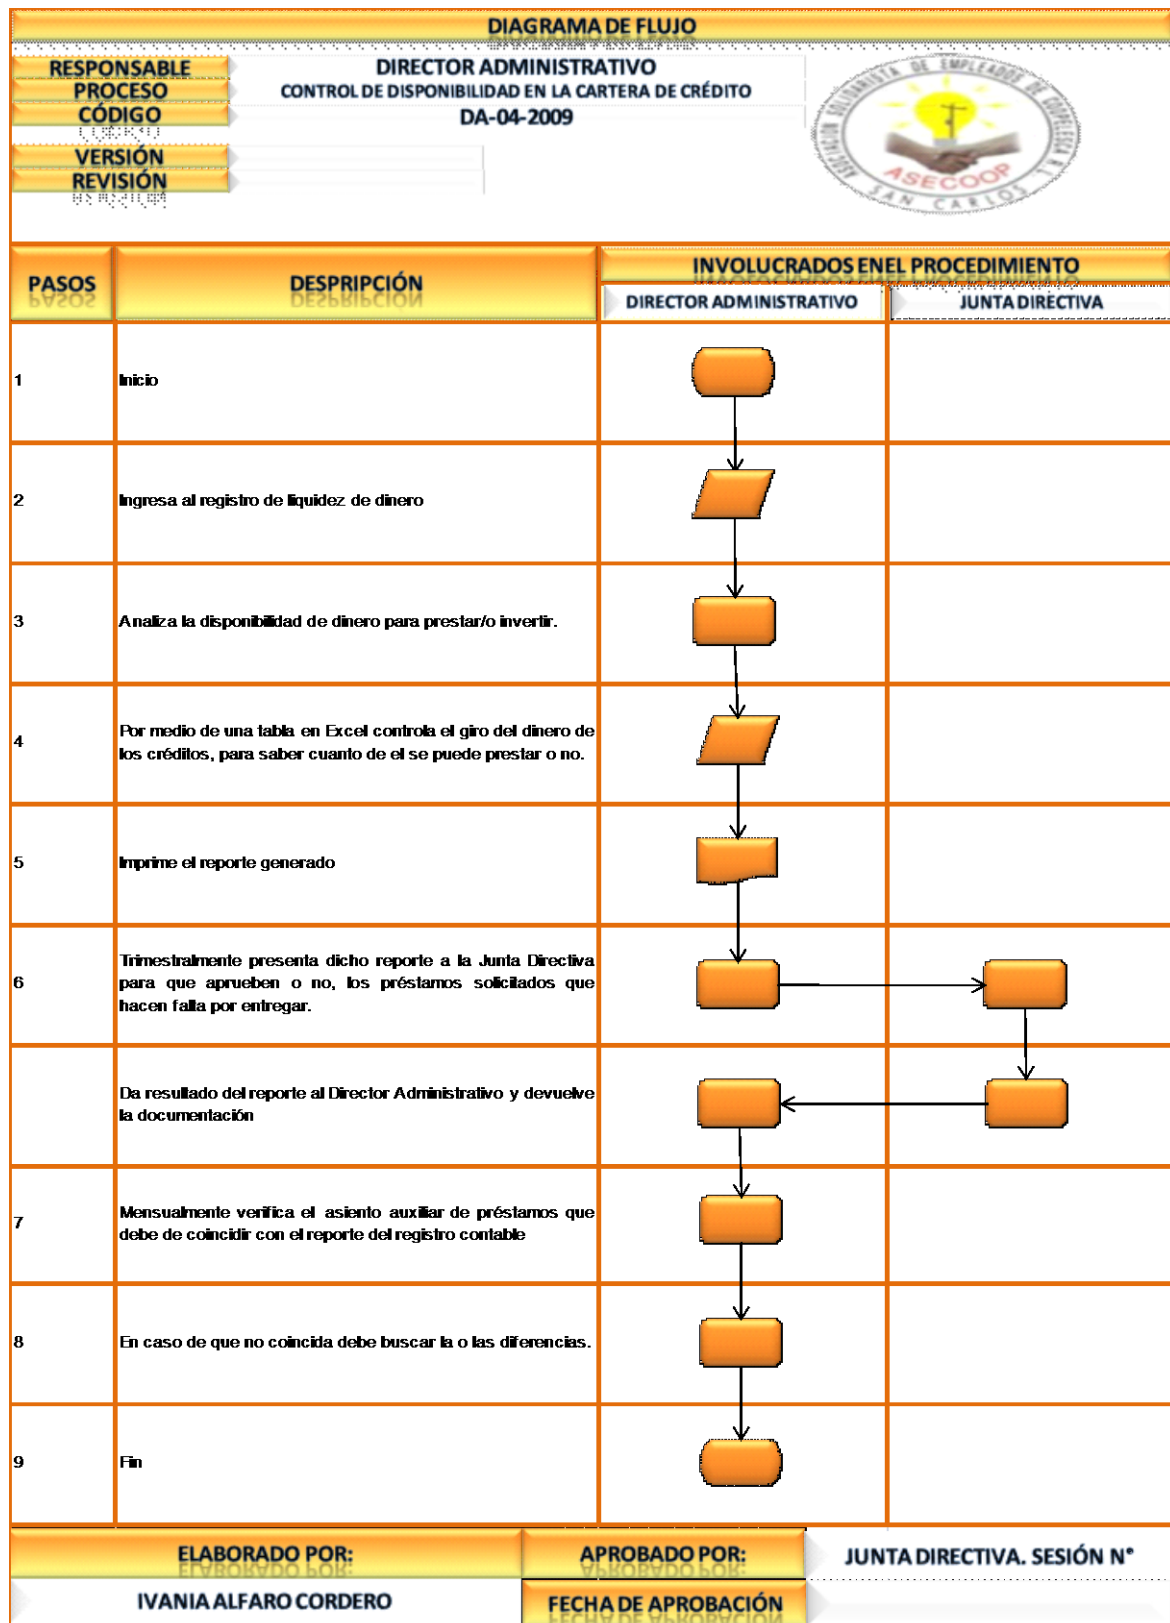 DIAGRAMA DE FLUJO
RESPONSABLE DIRECTOR ADMINISTRATIVO
PROCESO CONTROL DE DISPONIBILIDAD EN LA CARTERA DE CRÉDITO
CÓDIGO DA-04-2009
VERSIÓN
REVISIÓN
ASOCIACIÓN SOLIDARISTA DE EMPLEADOS DE COOPELESCA R.L.
ASECOOP
SAN CARLOS
PASOS DESPRIPCIÓN INVOLUCRADOS ENEL PROCEDIMIENTO
DIRECTOR ADMINISTRATIVO JUNTA DIRECTIVA
1 Inicio
2 Ingresa al registro de liquidez de dinero
3 Analiza la disponibilidad de dinero para prestar/o invertir.
4 Por medio de una tabla en Excel controla el giro del dinero de
los créditos, para saber cuanto de el se puede prestar o no.
5 Imprime el reporte generado
6 Trimestralmente presenta dicho reporte a la Junta Directiva
para que aprueben o no, los préstamos solicitados que
hacen falta por entregar.
Da resultado del reporte al Director Administrativo y devuelve
la documentación
7 Mensualmente verifica el asiento auxiliar de préstamos que
debe de coincidir con el reporte del registro contable
8 En caso de que no coincida debe buscar la o las diferencias.
9 Fin
ELABORADO POR: APROBADO POR: JUNTA DIRECTIVA. SESIÓN N°
IVANIA ALFARO CORDERO FECHA DE APROBACIÓN